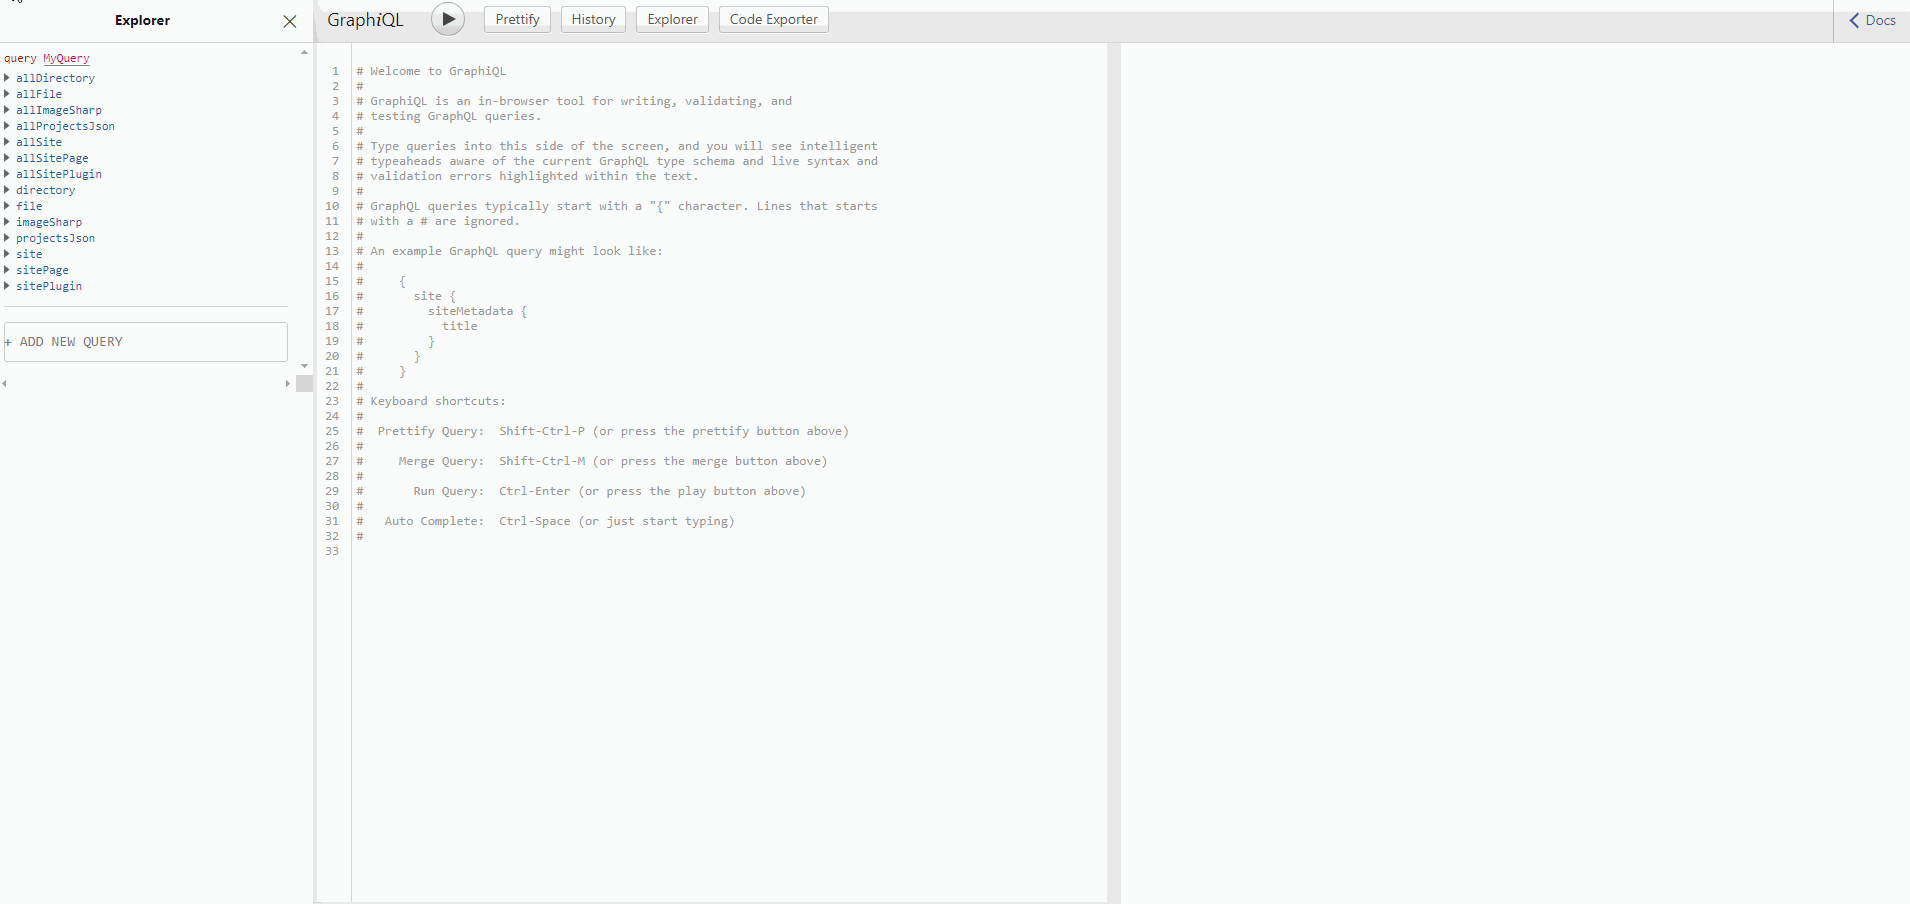 Explorer
GraphiQL Prettify History Explorer Code Exporter Docs
query MyQuery
allDirectory
allFile
allImageSharp
allProjectsJson
allSite
allSitePage
allSitePlugin
directory
file
imageSharp
projectsJson
site
sitePage
sitePlugin
+ ADD NEW QUERY
1 # Welcome to GraphiQL
2 #
3 # GraphiQL is an in-browser tool for writing, validating, and
4 # testing GraphQL queries.
5 #
6 # Type queries into this side of the screen, and you will see intelligent
7 # typeaheads aware of the current GraphQL type schema and live syntax and
8 # validation errors highlighted within the text.
9 #
10 # GraphQL queries typically start with a "{" character. Lines that starts
11 # with a # are ignored.
12 #
13 # An example GraphQL query might look like:
14 #
15 #     {
16 #       site {
17 #         siteMetadata {
18 #           title
19 #         }
20 #       }
21 #     }
22 #
23 # Keyboard shortcuts:
24 #
25 #  Prettify Query:  Shift-Ctrl-P (or press the prettify button above)
26 #
27 #     Merge Query:  Shift-Ctrl-M (or press the merge button above)
28 #
29 #       Run Query:  Ctrl-Enter (or press the play button above)
30 #
31 #   Auto Complete:  Ctrl-Space (or just start typing)
32 #
33